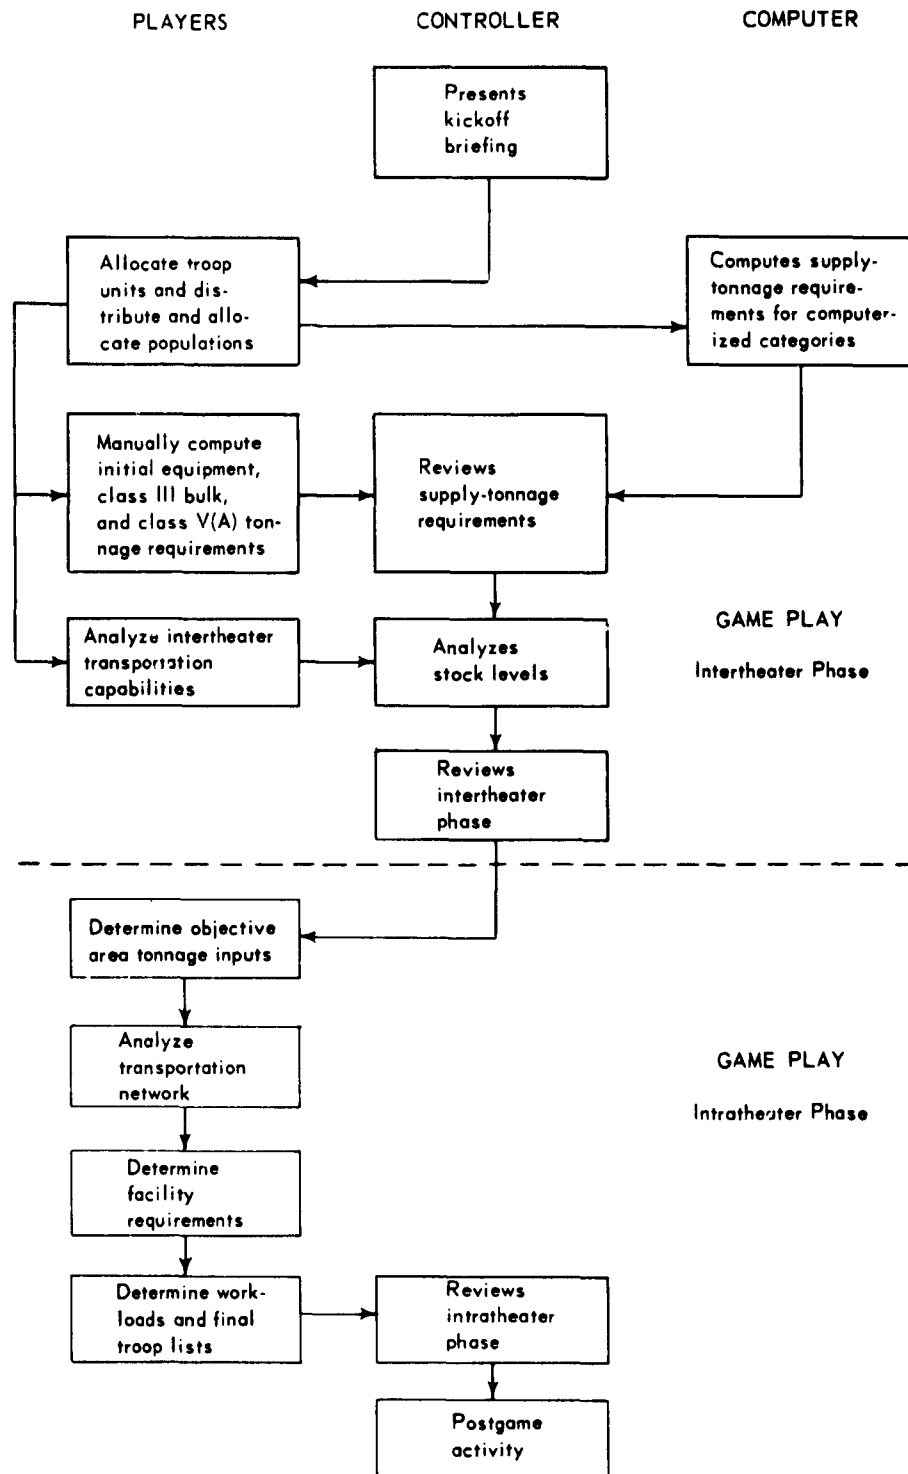 PLAYERS
CONTROLLER
COMPUTER
Presents
kickoff
briefing
Allocate troop
units and dis-
tribute and allo-
cate populations
Computes supply-
tonnage require-
ments for computer-
ized categories
Manually compute
initial equipment,
class III bulk,
and class V(A) ton-
nage requirements
Reviews
supply-tonnage
requirements
Analyze intertheater
transportation
capabilities
Analyzes
stock levels
GAME PLAY
Intertheater Phase
Reviews
intertheater
phase
Determine objective
area tonnage inputs
Analyze
transportation
network
GAME PLAY
Intratheater Phase
Determine
facility
requirements
Determine work-
loads and final
troop lists
Reviews
intratheater
phase
Postgame
activity